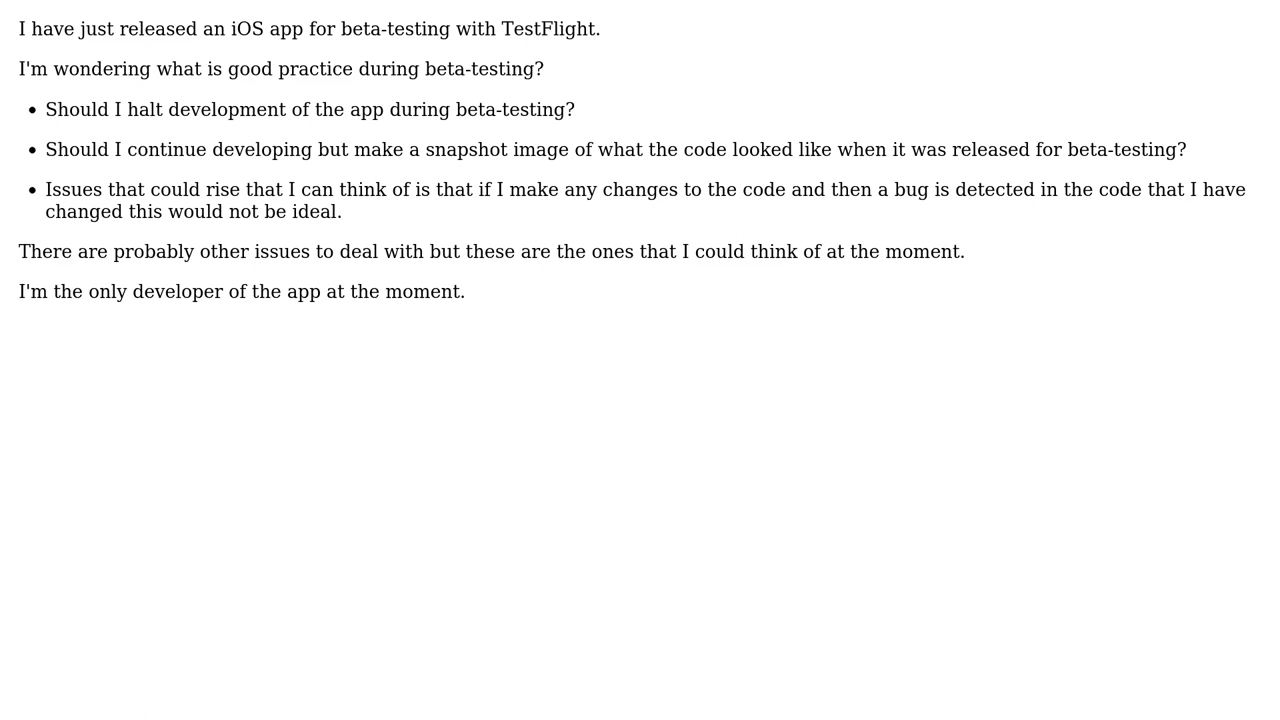 I have just released an iOS app for beta-testing with TestFlight.
I'm wondering what is good practice during beta-testing?
• Should I halt development of the app during beta-testing?
• Should I continue developing but make a snapshot image of what the code looked like when it was released for beta-testing?
• Issues that could rise that I can think of is that if I make any changes to the code and then a bug is detected in the code that I have
changed this would not be ideal.
There are probably other issues to deal with but these are the ones that I could think of at the moment.
I'm the only developer of the app at the moment.